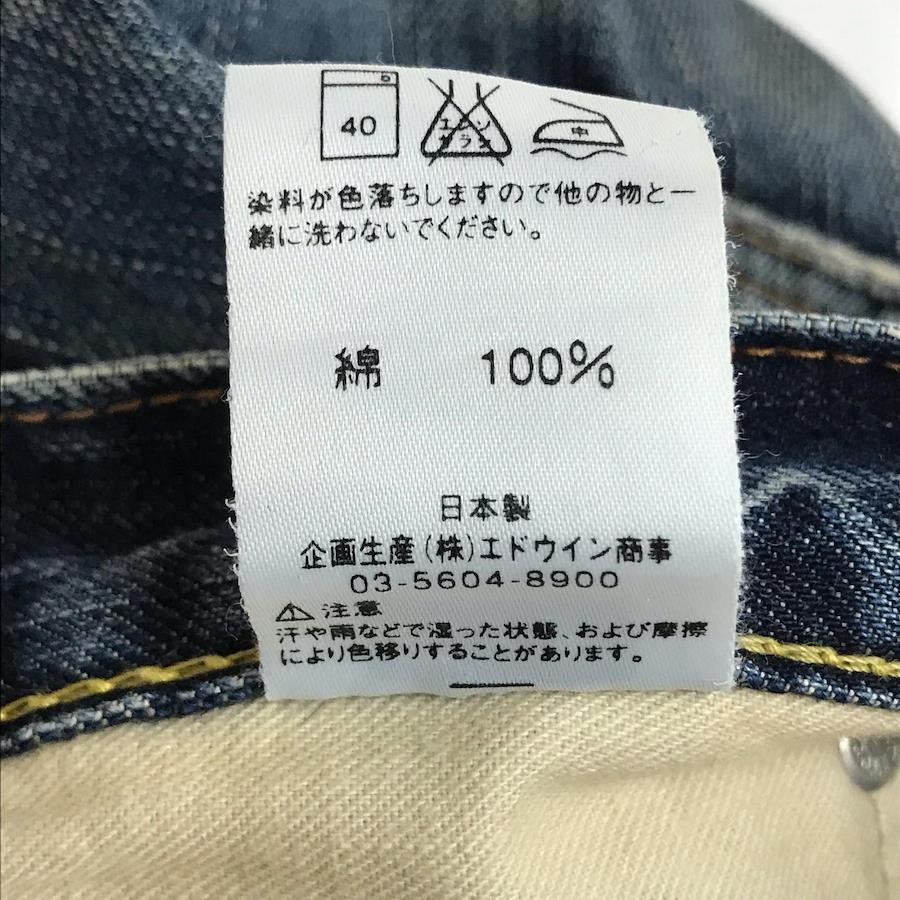 40
エンソ
サラシ
中
染料が色落ちしますので他の物と一
緒に洗わないでください。
綿 100%
日本製
企画生産(株)エドウイン商事
03-5604-8900
⚠ 注意
汗や雨などで湿った状態、および摩擦
により色移りすることがあります。